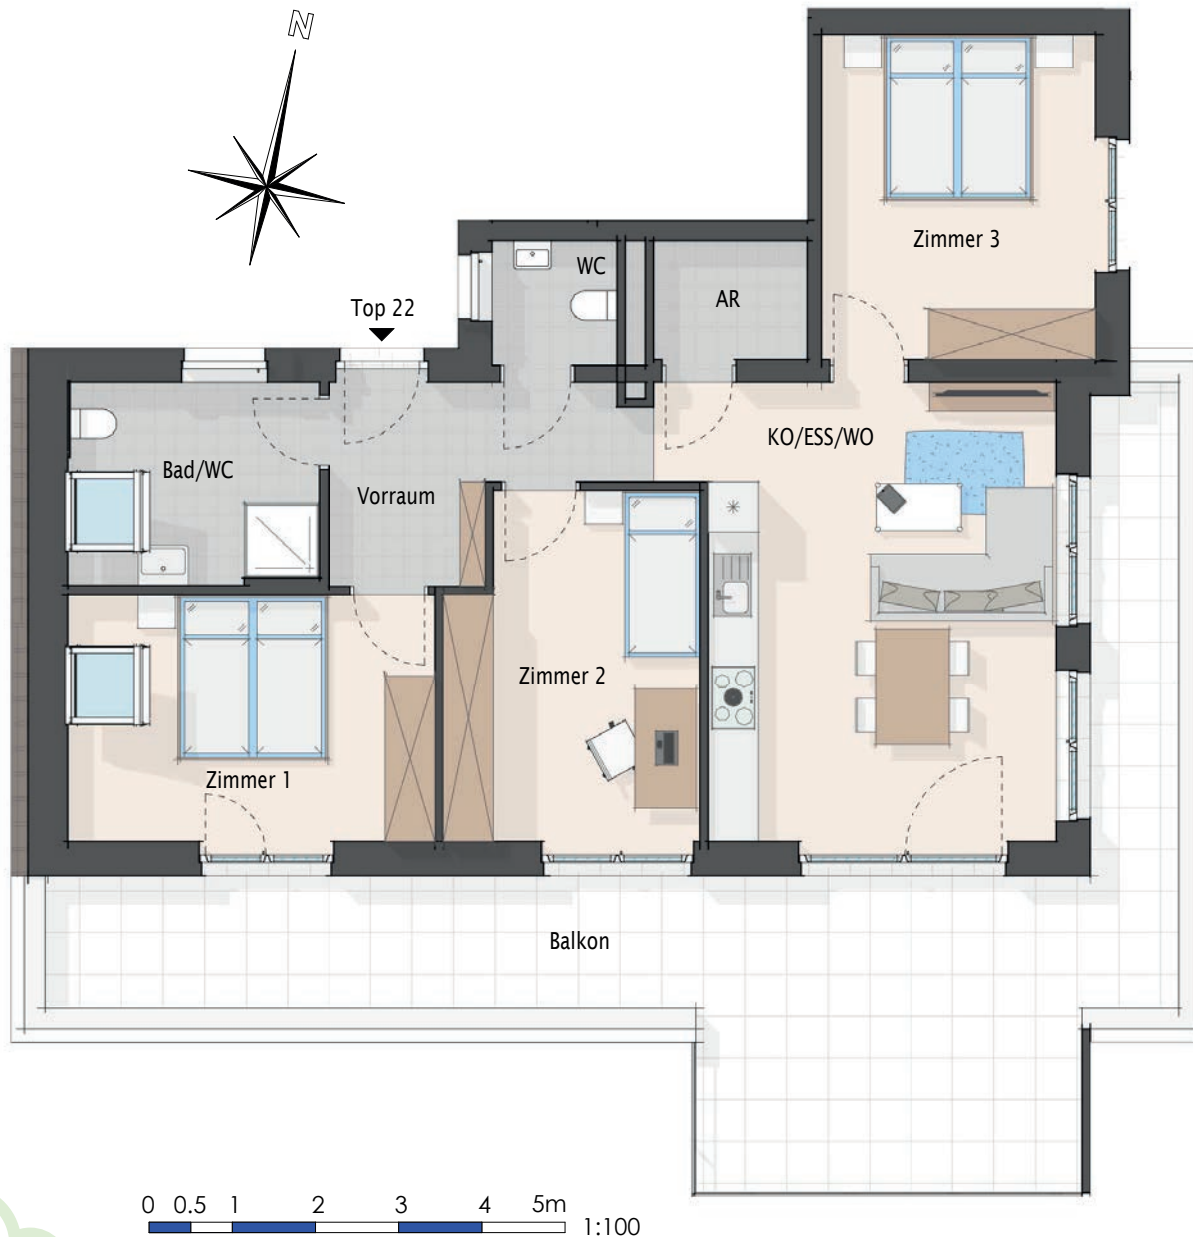 N
Zimmer 3
WC
AR
Top 22
KO/ESS/WO
Bad/WC
Vorraum
Zimmer 2
Zimmer 1
Balkon
0 0.5 1 2 3 4 5m
1:100